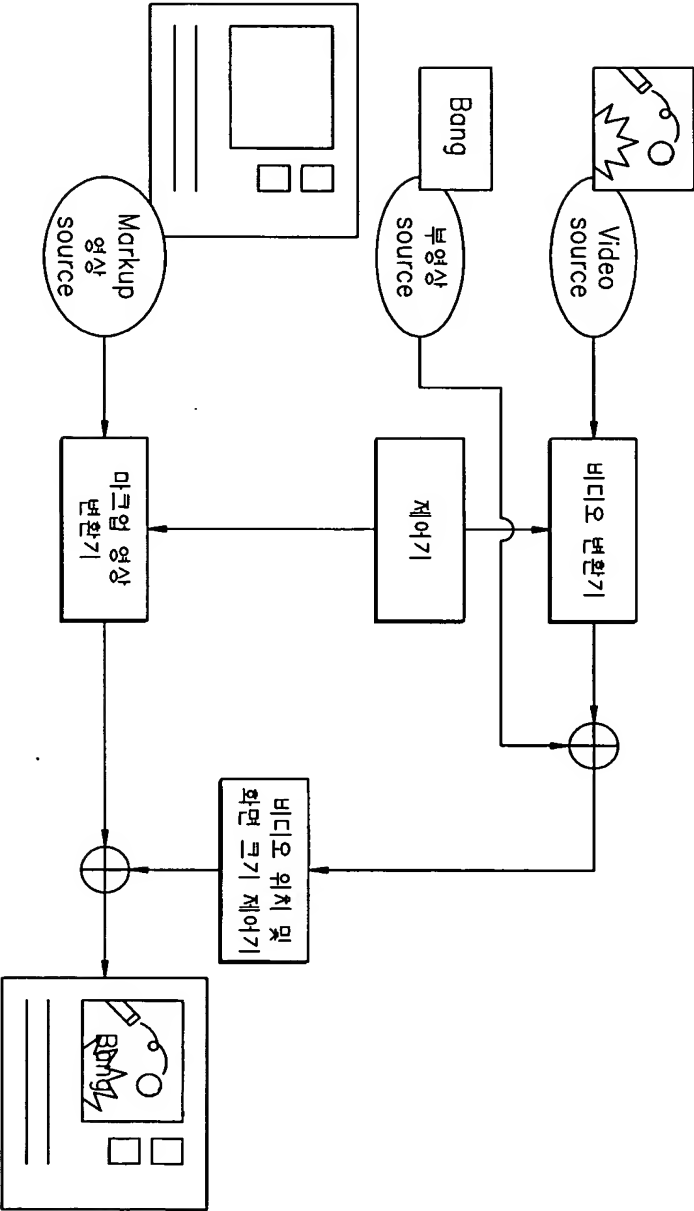 Video
source
비디오 변환기
Bang
부영상
source
제어기
비디오 위치 및
화면 크기 제어기
Markup
영상
source
마크업 영상
변환기
Bang